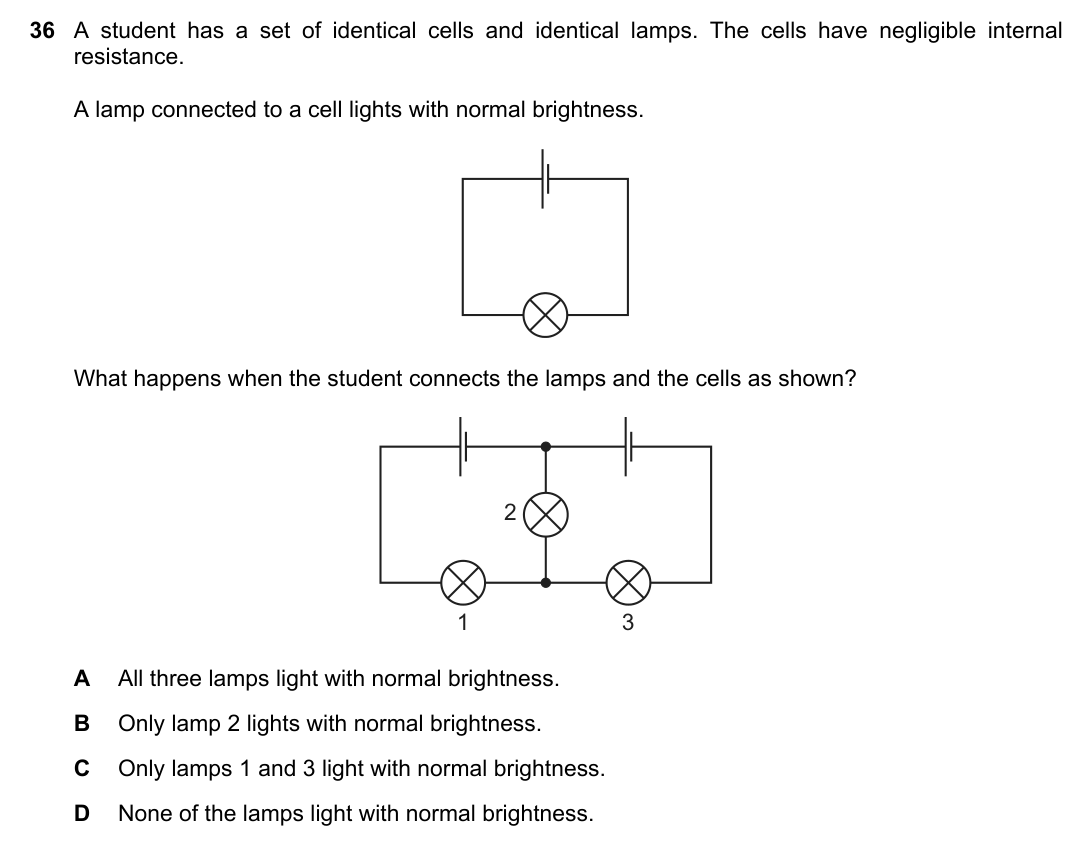 36 A student has a set of identical cells and identical lamps. The cells have negligible internal
resistance.
A lamp connected to a cell lights with normal brightness.
What happens when the student connects the lamps and the cells as shown?
2
1
3
A All three lamps light with normal brightness.
B Only lamp 2 lights with normal brightness.
C Only lamps 1 and 3 light with normal brightness.
D None of the lamps light with normal brightness.